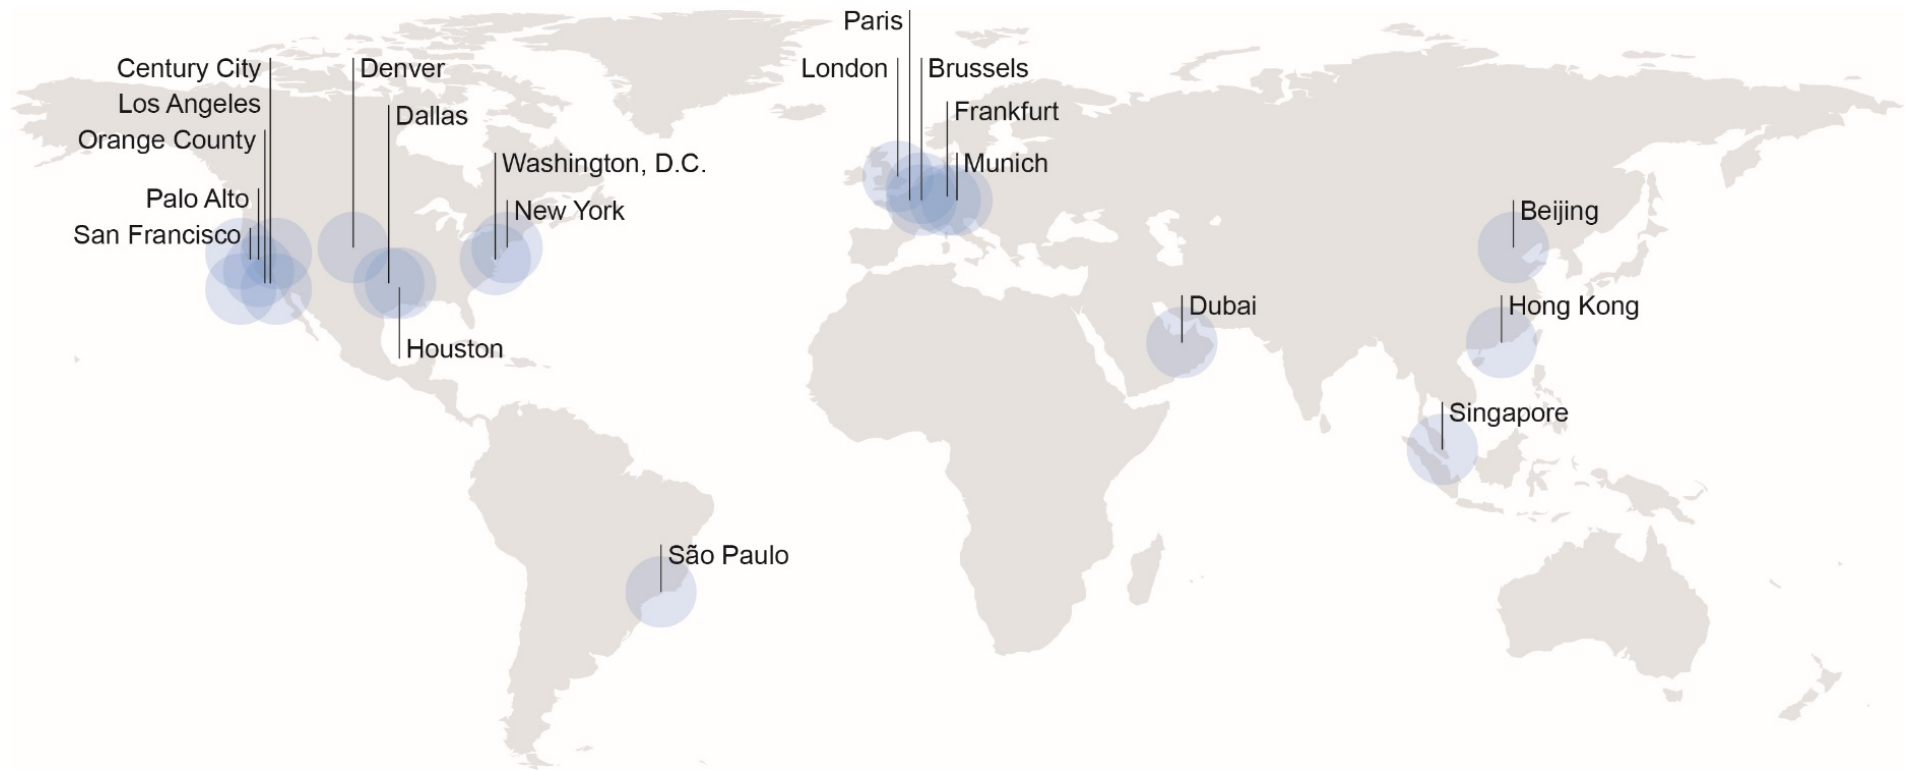 Paris
Century City
Denver
London
Brussels
Los Angeles
Dallas
Frankfurt
Orange County
Washington, D.C.
Munich
Palo Alto
New York
Beijing
San Francisco
Dubai
Hong Kong
Houston
Singapore
São Paulo